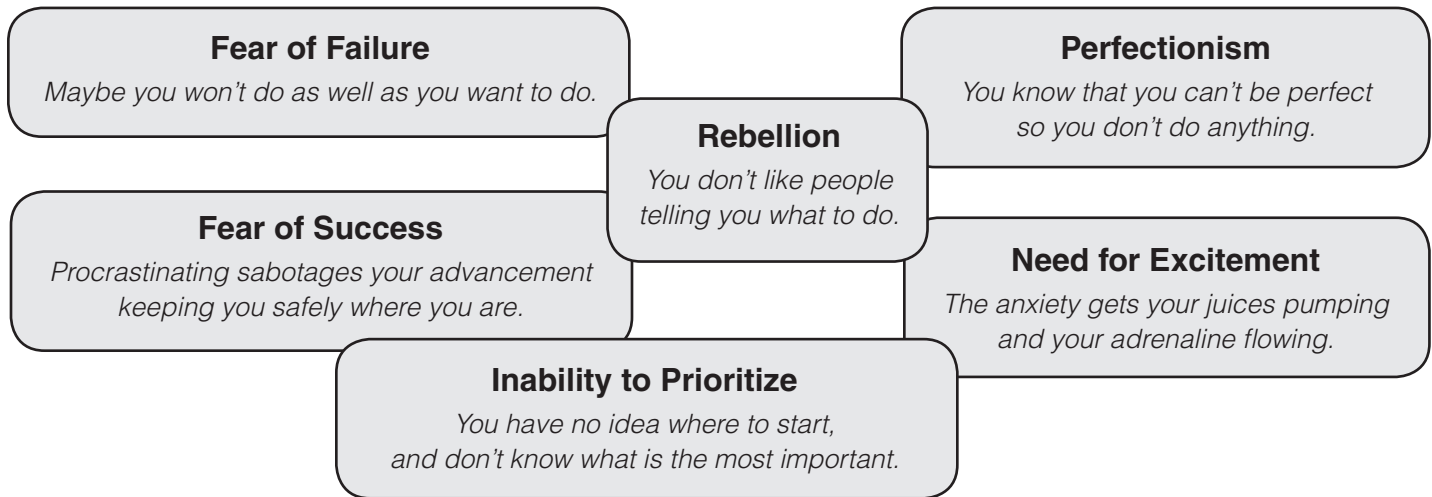 Fear of Failure
Maybe you won’t do as well as you want to do.
Perfectionism
You know that you can’t be perfect
so you don’t do anything.
Rebellion
You don’t like people
telling you what to do.
Fear of Success
Procrastinating sabotages your advancement
keeping you safely where you are.
Need for Excitement
The anxiety gets your juices pumping
and your adrenaline flowing.
Inability to Prioritize
You have no idea where to start,
and don’t know what is the most important.